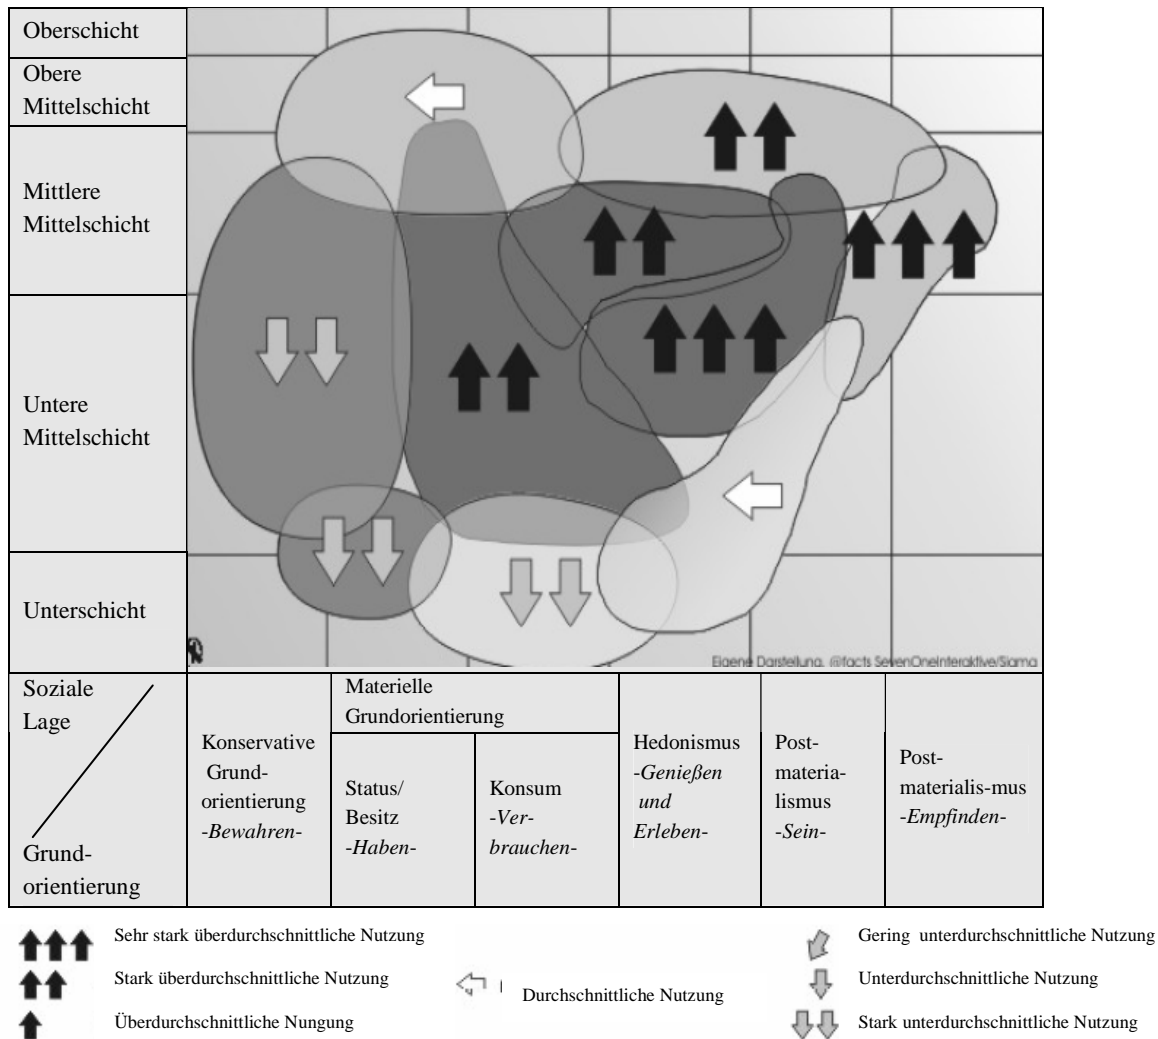 Oberschicht
Obere
Mittelschicht
Mittlere
Mittelschicht
Untere
Mittelschicht
Unterschicht
Eigene Darstellung, @facts SevenOneInteraktive/Sigma
Soziale
Lage
Grund-
orientierung
Konservative
Grund-
orientierung
-Bewahren-
Materielle
Grundorientierung
Status/
Besitz
-Haben-
Konsum
-Ver-
brauchen-
Hedonismus
-Genießen
und
Erleben-
Post-
materia-
lismus
-Sein-
Post-
materialis-mus
-Empfinden-
Sehr stark überdurchschnittliche Nutzung
Stark überdurchschnittliche Nutzung
Überdurchschnittliche Nungung
Durchschnittliche Nutzung
Gering unterdurchschnittliche Nutzung
Unterdurchschnittliche Nutzung
Stark unterdurchschnittliche Nutzung